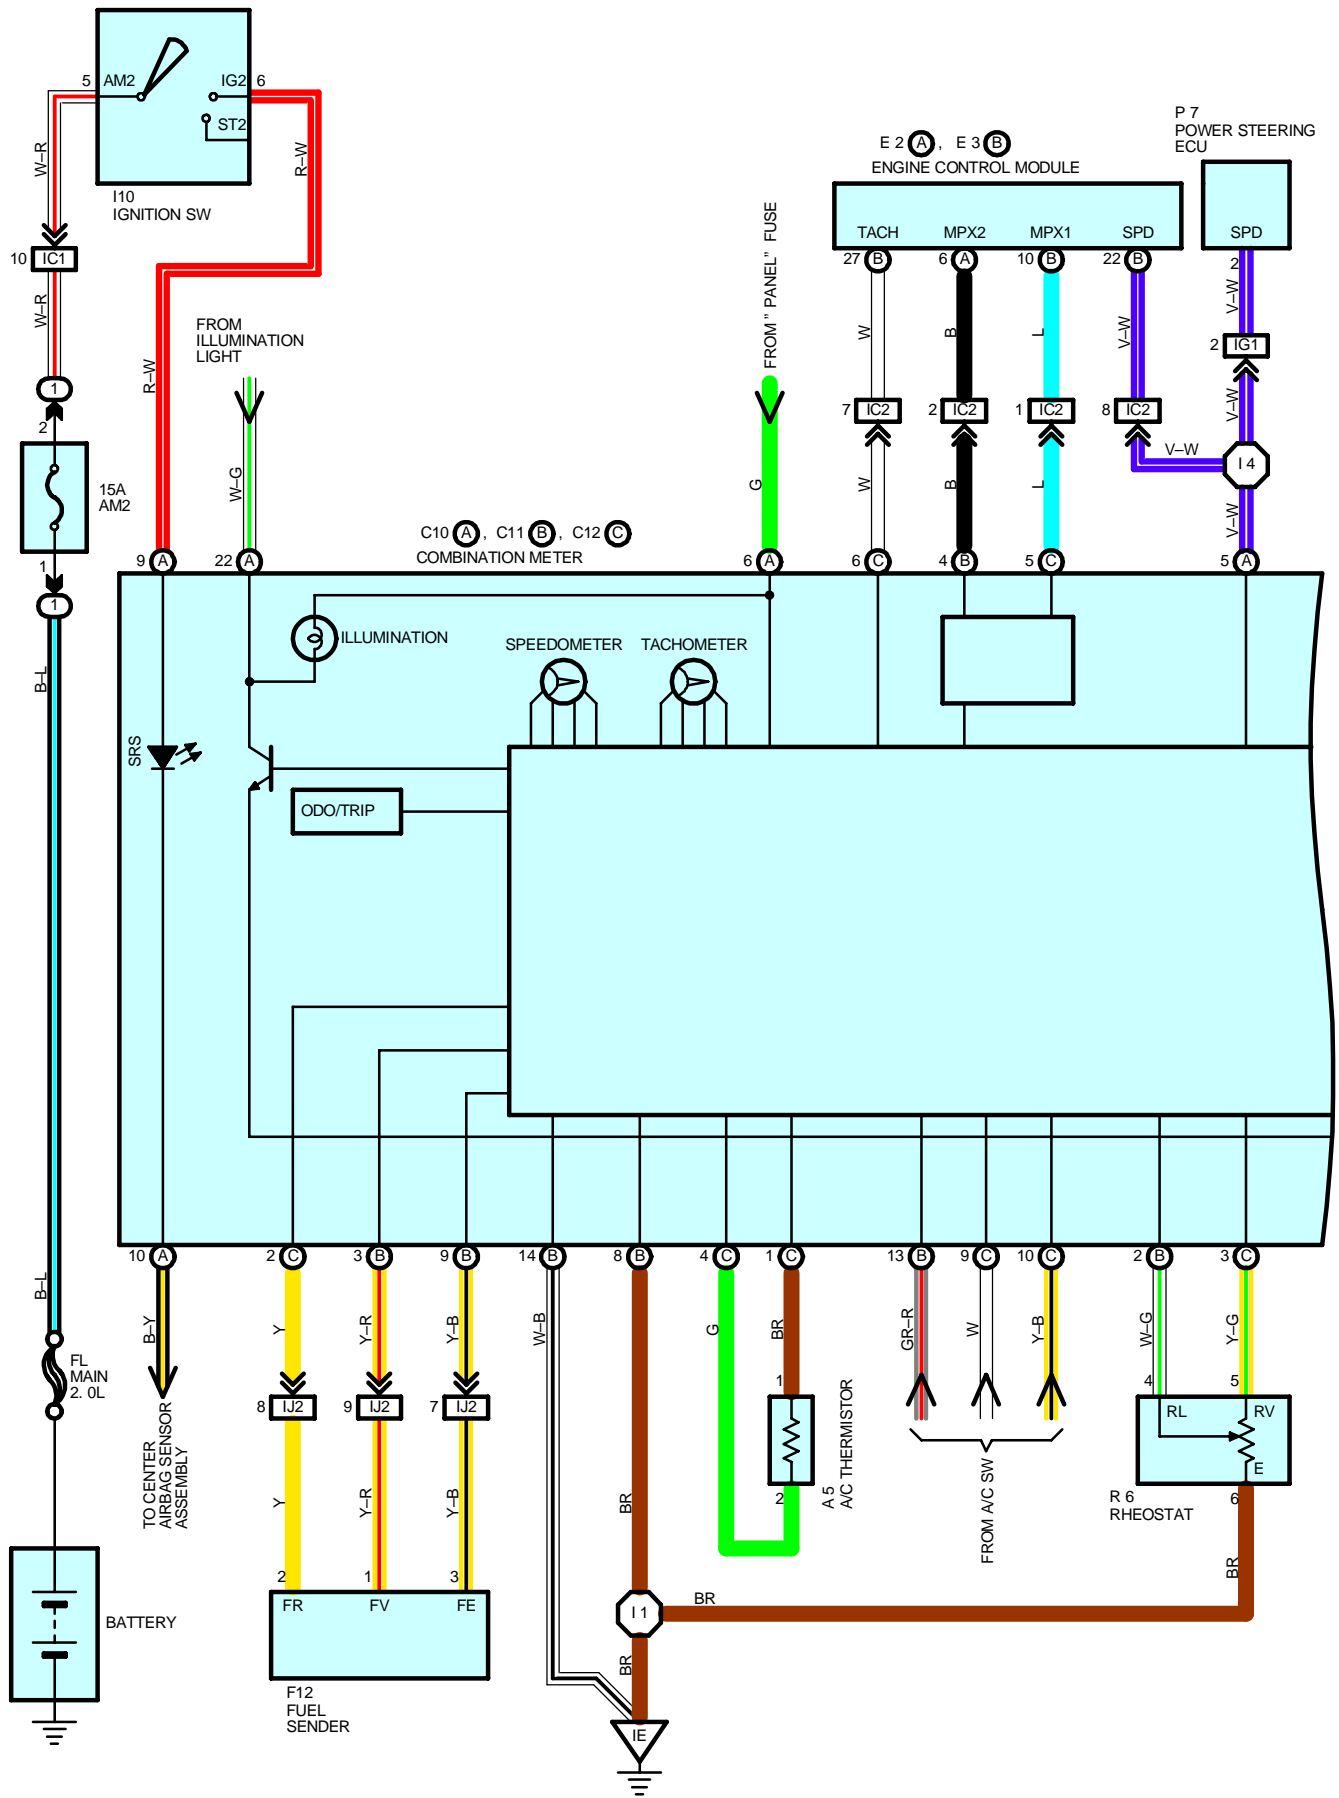 5
AM2
IG2
6
ST2
W–R
R–W
I10
IGNITION SW
10
IC1
W–R
R–W
FROM
ILLUMINATION
LIGHT
W–G
1
2
15A
AM2
1
1
B–L
B–L
FL
MAIN
2. 0L
BATTERY
FROM " PANEL" FUSE
G
E 2 A , E 3 B
ENGINE CONTROL MODULE
TACH
MPX2
MPX1
SPD
27 B
6 A
10 B
22 B
W
B
L
V–W
7 IC2
2 IC2
1 IC2
8 IC2
W
B
L
V–W
P 7
POWER STEERING
ECU
SPD
2
V–W
2 IG1
V–W
I 4
V–W
C10 A , C11 B , C12 C
COMBINATION METER
9 A
22 A
6 A
6 C
4 B
5 C
5 A
ILLUMINATION
SPEEDOMETER
TACHOMETER
SRS
ODO/TRIP
10 A
2 C
3 B
9 B
14 B
8 B
4 C
1 C
13 B
9 C
10 C
2 B
3 C
B–Y
Y
Y–R
Y–B
W–B
G
BR
GR–R
W
Y–B
W–G
Y–G
TO CENTER
AIRBAG SENSOR
ASSEMBLY
8 IJ2
9 IJ2
7 IJ2
Y
Y–R
Y–B
2
1
3
FR
FV
FE
F12
FUEL
SENDER
BR
1
2
A 5
A/C THERMISTOR
FROM A/C SW
4
5
RL
RV
E
6
R 6
RHEOSTAT
BR
I 1
BR
BR
IE